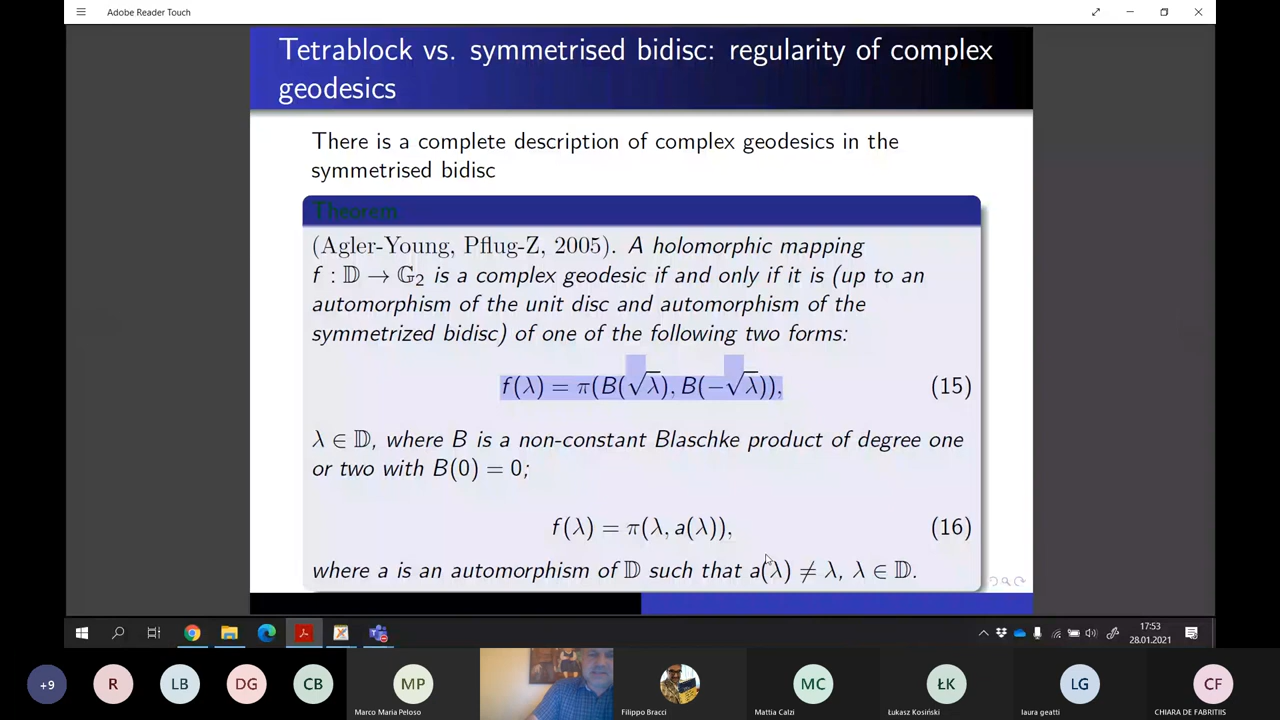 Adobe Reader Touch
Tetrablock vs. symmetrised bidisc: regularity of complex
geodesics
There is a complete description of complex geodesics in the
symmetrised bidisc
Theorem
(Agler-Young, Pflug-Z, 2005). A holomorphic mapping
f : 𝔻 → 𝔾₂ is a complex geodesic if and only if it is (up to an
automorphism of the unit disc and automorphism of the
symmetrized bidisc) of one of the following two forms:
f(λ) = π(B(√λ), B(−√λ)), (15)
λ ∈ 𝔻, where B is a non-constant Blaschke product of degree one
or two with B(0) = 0;
f(λ) = π(λ, a(λ)), (16)
where a is an automorphism of 𝔻 such that a(λ) ≠ λ, λ ∈ 𝔻.
17:53
28.01.2021
+9
R
LB
DG
CB
MP
Marco Maria Peloso
Filippo Bracci
MC
Mattia Calzi
ŁK
Łukasz Kosiński
LG
laura geatti
CF
CHIARA DE FABRITIIS